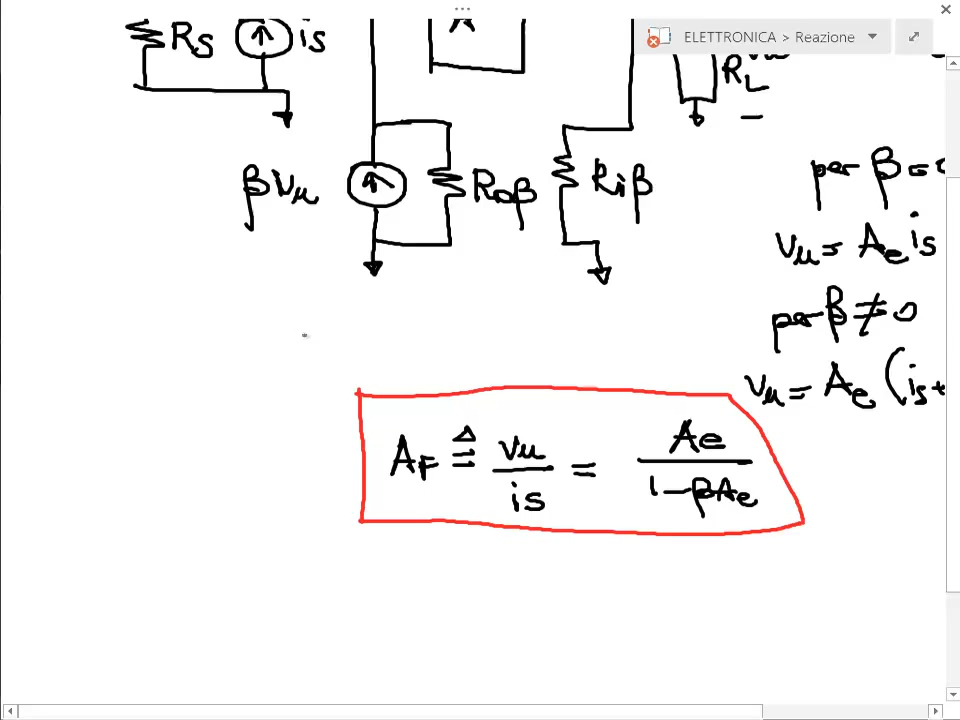 ELETTRONICA > Reazione
Rs is A
RL
βvu Roβ Riβ
per β=
vu= Ae is
per β≠0
vu= Ae (is+
AF ≜ vu/is = Ae/(1-βAe)